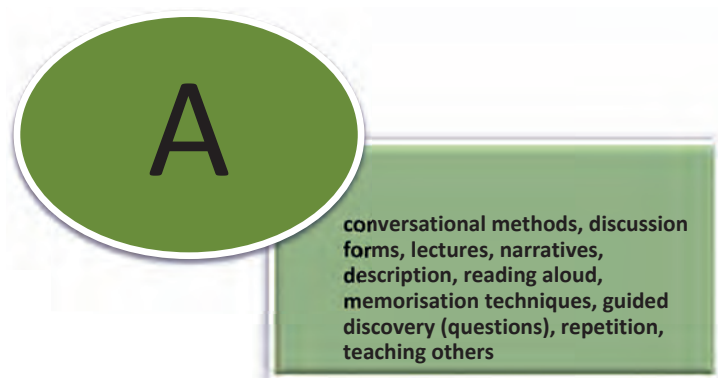 A
conversational methods, discussion
forms, lectures, narratives,
description, reading aloud,
memorisation techniques, guided
discovery (questions), repetition,
teaching others